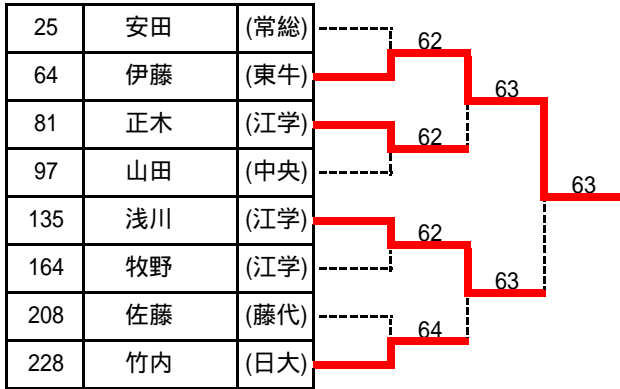 25 安田 (常総)
64 伊藤 (東牛)
81 正木 (江学)
97 山田 (中央)
135 浅川 (江学)
164 牧野 (江学)
208 佐藤 (藤代)
228 竹内 (日大)
62
62
62
64
63
63
63